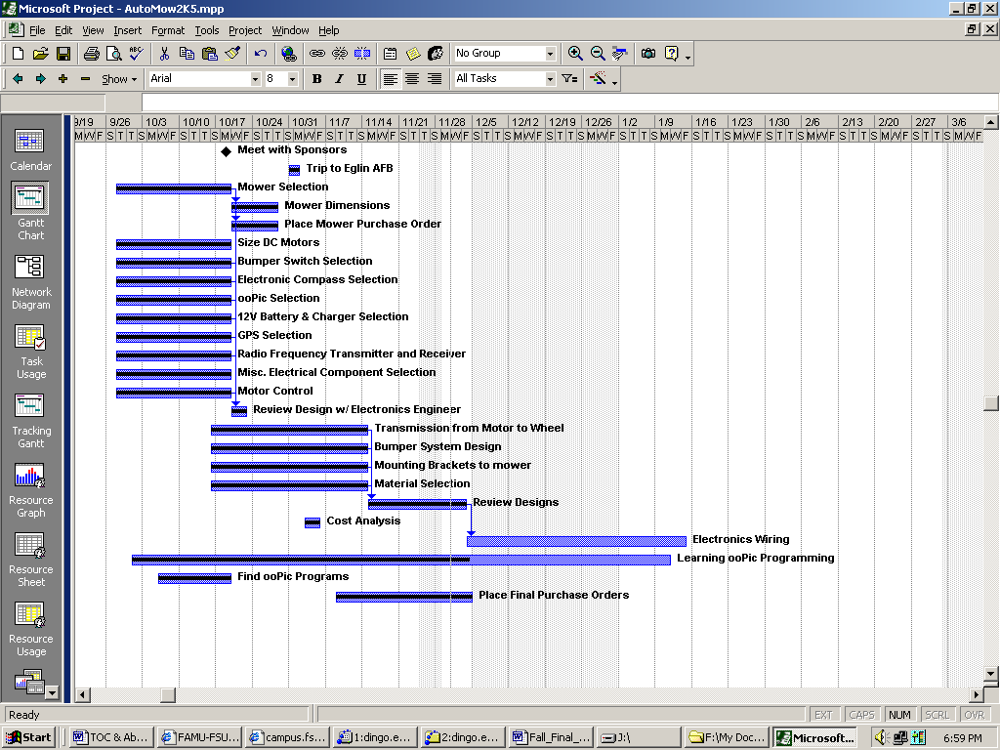 Microsoft Project - AutoMow2K5.mpp
File Edit View Insert Format Tools Project Window Help
No Group
Show Arial 8 B I U All Tasks
9/19 9/26 10/3 10/10 10/17 10/24 10/31 11/7 11/14 11/21 11/28 12/5 12/12 12/19 12/26 1/2 1/9 1/16 1/23 1/30 2/6 2/13 2/20 2/27 3/6
M W F S T T S M W F S T T S M W F S T T S M W F S T T S M W F S T T S M W F S T T S M W F S T T S M W F S T T S M W F S T T S M W F S T T S M W F S T T S M W F
Calendar
Gantt Chart
Network Diagram
Task Usage
Tracking Gantt
Resource Graph
Resource Sheet
Resource Usage
Meet with Sponsors
Trip to Eglin AFB
Mower Selection
Mower Dimensions
Place Mower Purchase Order
Size DC Motors
Bumper Switch Selection
Electronic Compass Selection
ooPic Selection
12V Battery & Charger Selection
GPS Selection
Radio Frequency Transmitter and Receiver
Misc. Electrical Component Selection
Motor Control
Review Design w/ Electronics Engineer
Transmission from Motor to Wheel
Bumper System Design
Mounting Brackets to mower
Material Selection
Review Designs
Cost Analysis
Electronics Wiring
Learning ooPic Programming
Find ooPic Programs
Place Final Purchase Orders
Ready EXT CAPS NUM SCRL OVR
Start TOC & Ab... FAMU-FSU... campus.fs... 1:dingo.e... 2:dingo.e... Fall_Final_... J:\ F:\My Doc... Microsoft... 6:59 PM